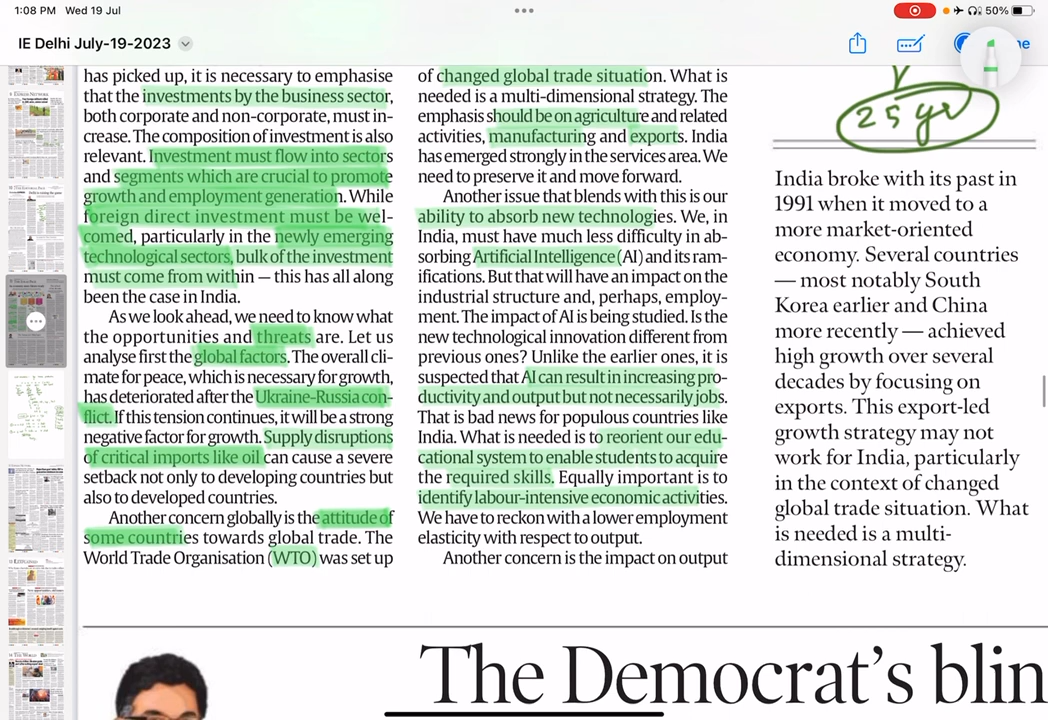 1:08 PM Wed 19 Jul
50%
IE Delhi July-19-2023
has picked up, it is necessary to emphasise
that the investments by the business sector,
both corporate and non-corporate, must in-
crease. The composition of investment is also
relevant. Investment must flow into sectors
and segments which are crucial to promote
growth and employment generation. While
foreign direct investment must be wel-
comed, particularly in the newly emerging
technological sectors, bulk of the investment
must come from within — this has all along
been the case in India.
As we look ahead, we need to know what
the opportunities and threats are. Let us
analyse first the global factors. The overall cli-
mate for peace, which is necessary for growth,
has deteriorated after the Ukraine-Russia con-
flict. If this tension continues, it will be a strong
negative factor for growth. Supply disruptions
of critical imports like oil can cause a severe
setback not only to developing countries but
also to developed countries.
Another concern globally is the attitude of
some countries towards global trade. The
World Trade Organisation (WTO) was set up
of changed global trade situation. What is
needed is a multi-dimensional strategy. The
emphasis should be on agriculture and related
activities, manufacturing and exports. India
has emerged strongly in the services area. We
need to preserve it and move forward.
Another issue that blends with this is our
ability to absorb new technologies. We, in
India, must have much less difficulty in ab-
sorbing Artificial Intelligence (AI) and its ram-
ifications. But that will have an impact on the
industrial structure and, perhaps, employ-
ment. The impact of AI is being studied. Is the
new technological innovation different from
previous ones? Unlike the earlier ones, it is
suspected that AI can result in increasing pro-
ductivity and output but not necessarily jobs.
That is bad news for populous countries like
India. What is needed is to reorient our edu-
cational system to enable students to acquire
the required skills. Equally important is to
identify labour-intensive economic activities.
We have to reckon with a lower employment
elasticity with respect to output.
Another concern is the impact on output
25 yr
India broke with its past in
1991 when it moved to a
more market-oriented
economy. Several countries
— most notably South
Korea earlier and China
more recently — achieved
high growth over several
decades by focusing on
exports. This export-led
growth strategy may not
work for India, particularly
in the context of changed
global trade situation. What
is needed is a multi-
dimensional strategy.
The Democrat's blin